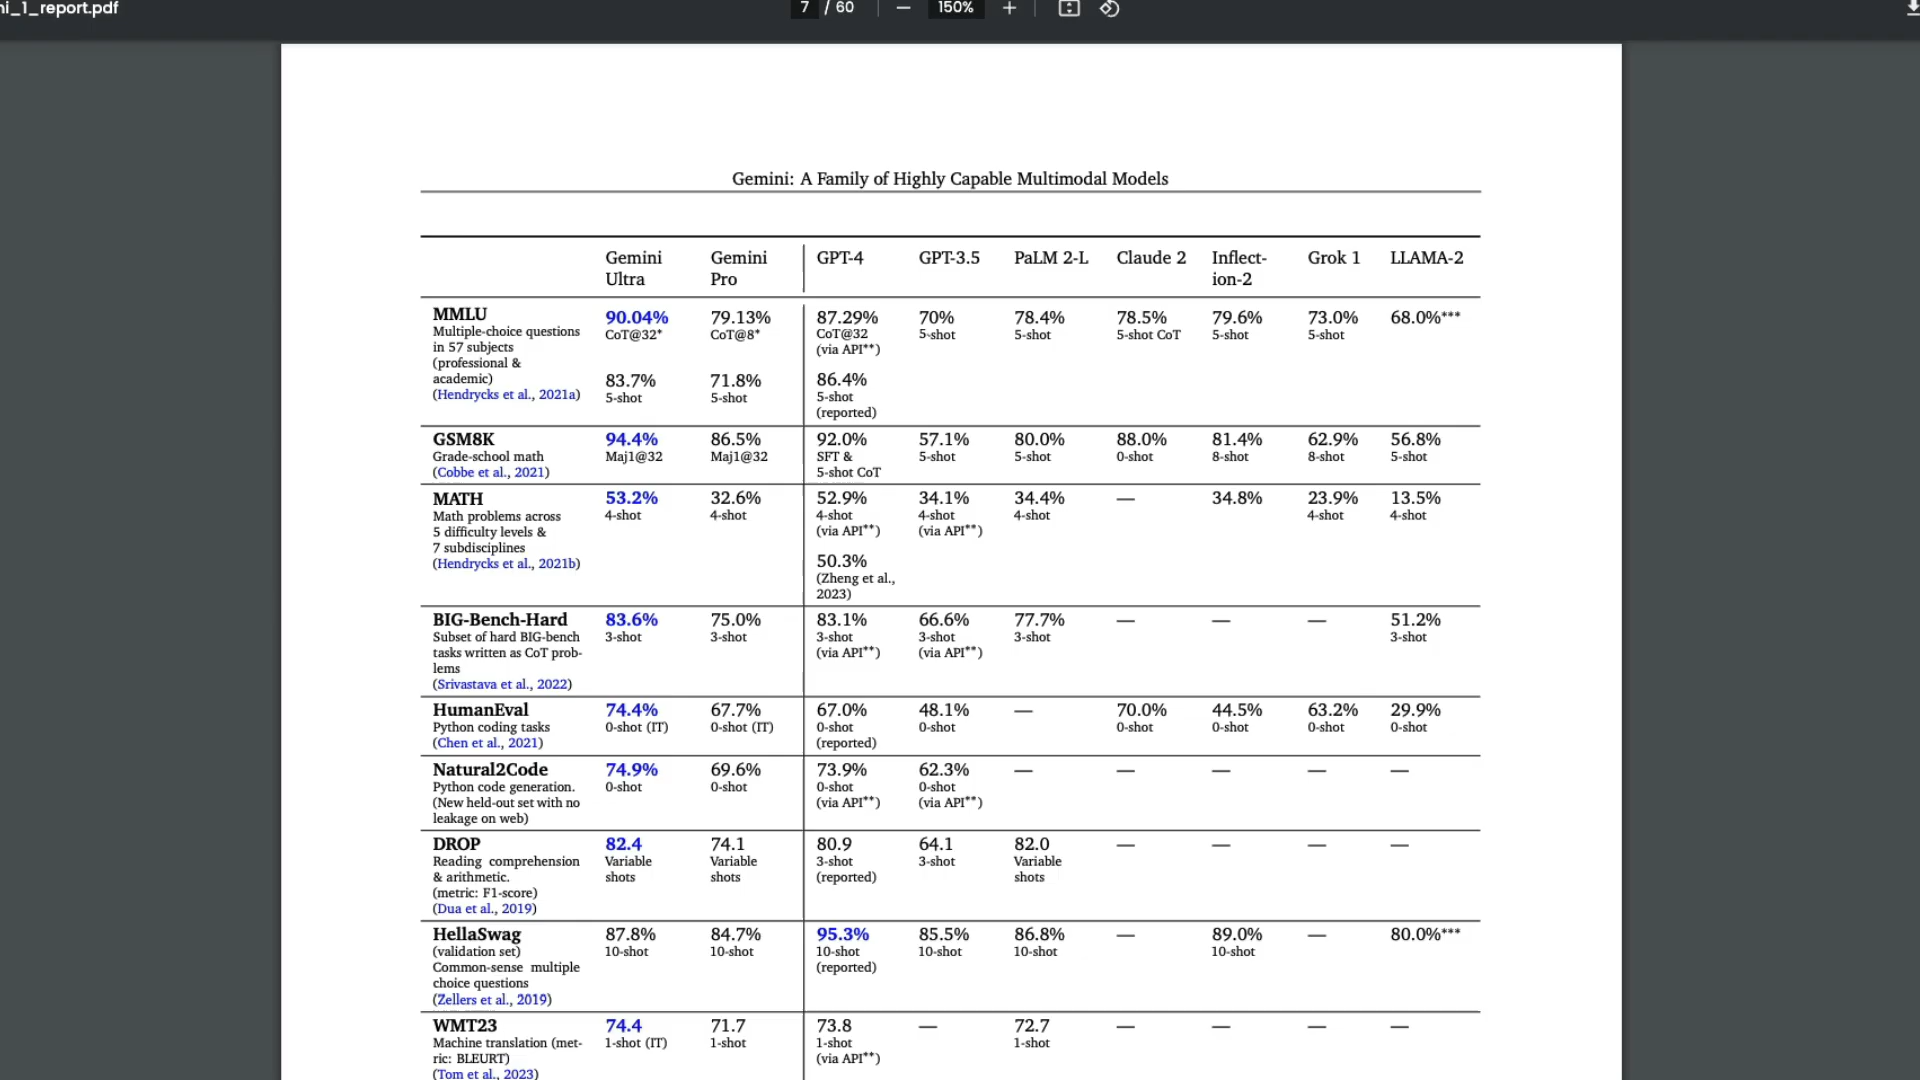 ni_1_report.pdf
7 / 60
150%
Gemini: A Family of Highly Capable Multimodal Models
Gemini Ultra Gemini Pro GPT-4 GPT-3.5 PaLM 2-L Claude 2 Inflect-ion-2 Grok 1 LLAMA-2
MMLU 90.04% 79.13% 87.29% 70% 78.4% 78.5% 79.6% 73.0% 68.0%***
Multiple-choice questions CoT@32* CoT@8* CoT@32 5-shot 5-shot 5-shot CoT 5-shot 5-shot
in 57 subjects (via API**)
(professional &
academic) 83.7% 71.8% 86.4%
(Hendrycks et al., 2021a) 5-shot 5-shot 5-shot
(reported)
GSM8K 94.4% 86.5% 92.0% 57.1% 80.0% 88.0% 81.4% 62.9% 56.8%
Grade-school math Maj1@32 Maj1@32 SFT & 5-shot 5-shot 0-shot 8-shot 8-shot 5-shot
(Cobbe et al., 2021) 5-shot CoT
MATH 53.2% 32.6% 52.9% 34.1% 34.4% — 34.8% 23.9% 13.5%
Math problems across 4-shot 4-shot 4-shot 4-shot 4-shot 4-shot 4-shot
5 difficulty levels & (via API**) (via API**)
7 subdisciplines
(Hendrycks et al., 2021b) 50.3%
(Zheng et al.,
2023)
BIG-Bench-Hard 83.6% 75.0% 83.1% 66.6% 77.7% — — — 51.2%
Subset of hard BIG-bench 3-shot 3-shot 3-shot 3-shot 3-shot 3-shot
tasks written as CoT prob- (via API**) (via API**)
lems
(Srivastava et al., 2022)
HumanEval 74.4% 67.7% 67.0% 48.1% — 70.0% 44.5% 63.2% 29.9%
Python coding tasks 0-shot (IT) 0-shot (IT) 0-shot 0-shot 0-shot 0-shot 0-shot 0-shot
(Chen et al., 2021) (reported)
Natural2Code 74.9% 69.6% 73.9% 62.3% — — — — —
Python code generation. 0-shot 0-shot 0-shot 0-shot
(New held-out set with no (via API**) (via API**)
leakage on web)
DROP 82.4 74.1 80.9 64.1 82.0 — — — —
Reading comprehension Variable Variable 3-shot 3-shot Variable
& arithmetic. shots shots (reported) shots
(metric: F1-score)
(Dua et al., 2019)
HellaSwag 87.8% 84.7% 95.3% 85.5% 86.8% — 89.0% — 80.0%***
(validation set) 10-shot 10-shot 10-shot 10-shot 10-shot 10-shot
Common-sense multiple (reported)
choice questions
(Zellers et al., 2019)
WMT23 74.4 71.7 73.8 — 72.7 — — — —
Machine translation (met- 1-shot (IT) 1-shot 1-shot 1-shot
ric: BLEURT) (via API**)
(Tom et al., 2023)